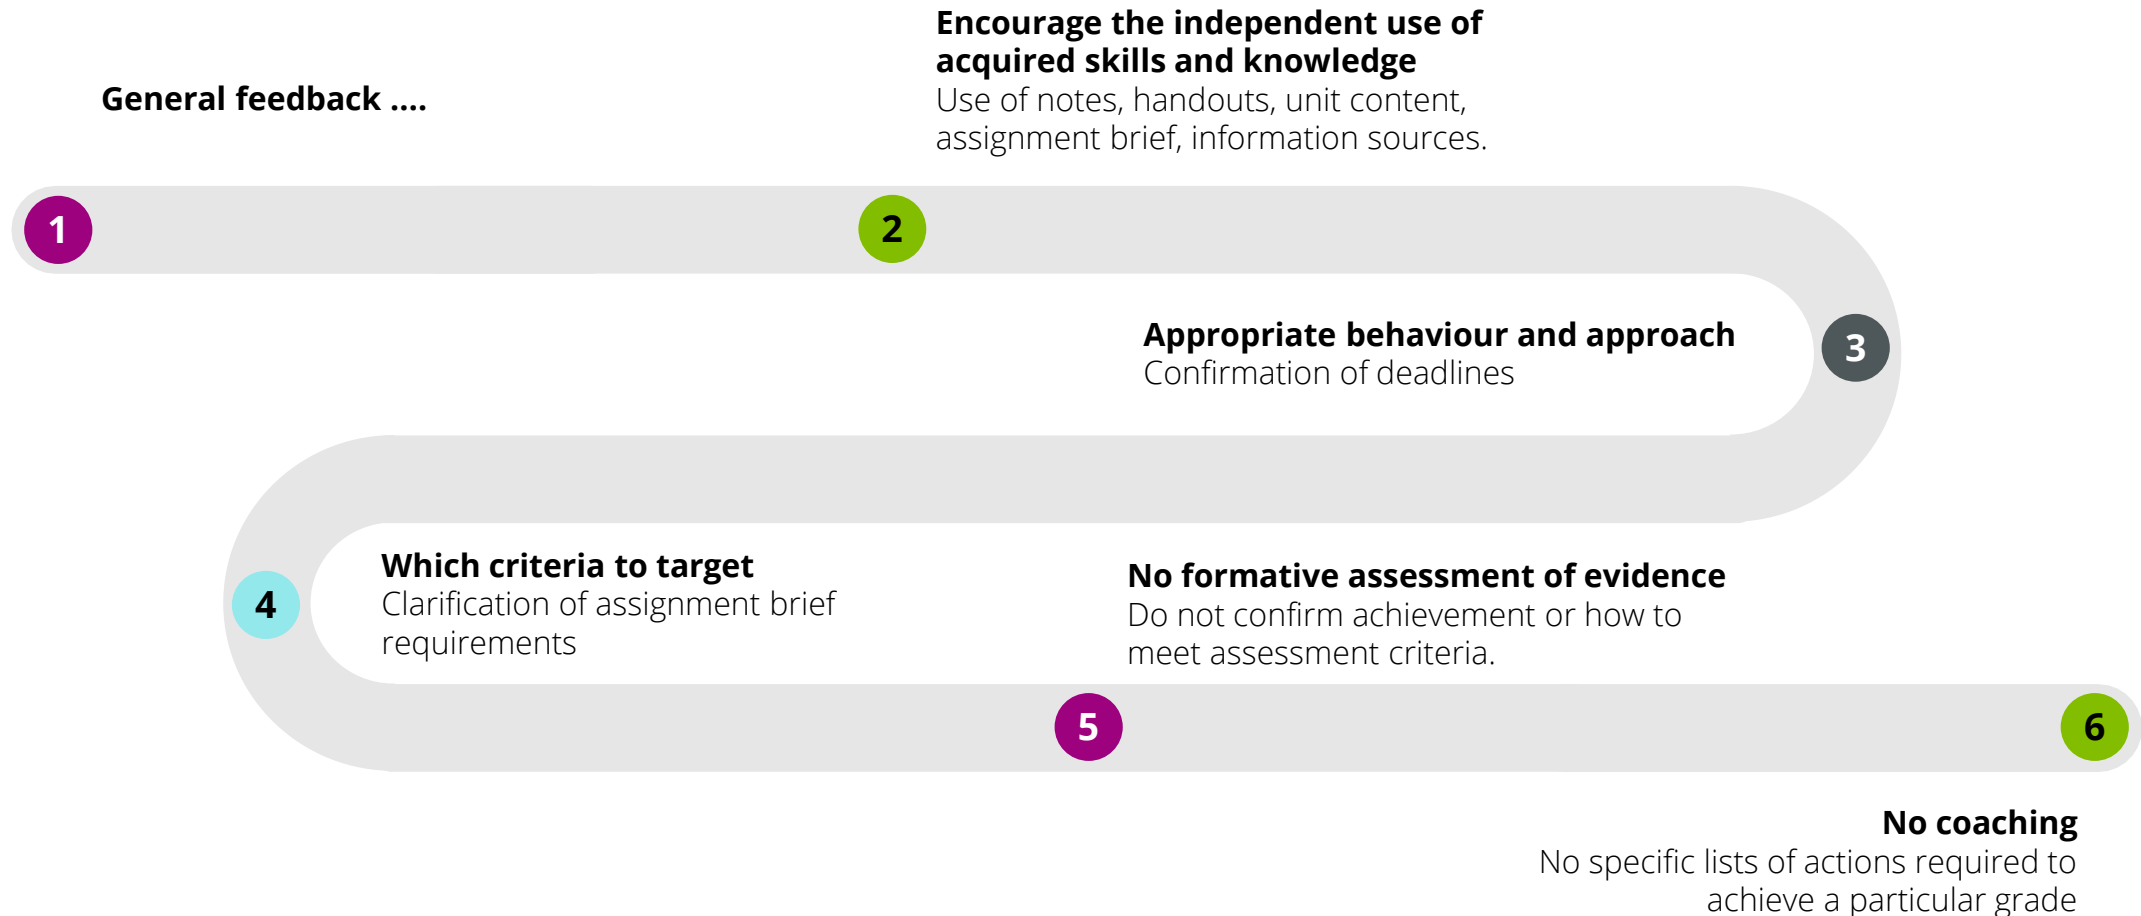 General feedback ....
1
Encourage the independent use of
acquired skills and knowledge
Use of notes, handouts, unit content,
assignment brief, information sources.
2
Appropriate behaviour and approach
Confirmation of deadlines
3
Which criteria to target
Clarification of assignment brief
requirements
4
No formative assessment of evidence
Do not confirm achievement or how to
meet assessment criteria.
5
6
No coaching
No specific lists of actions required to
achieve a particular grade